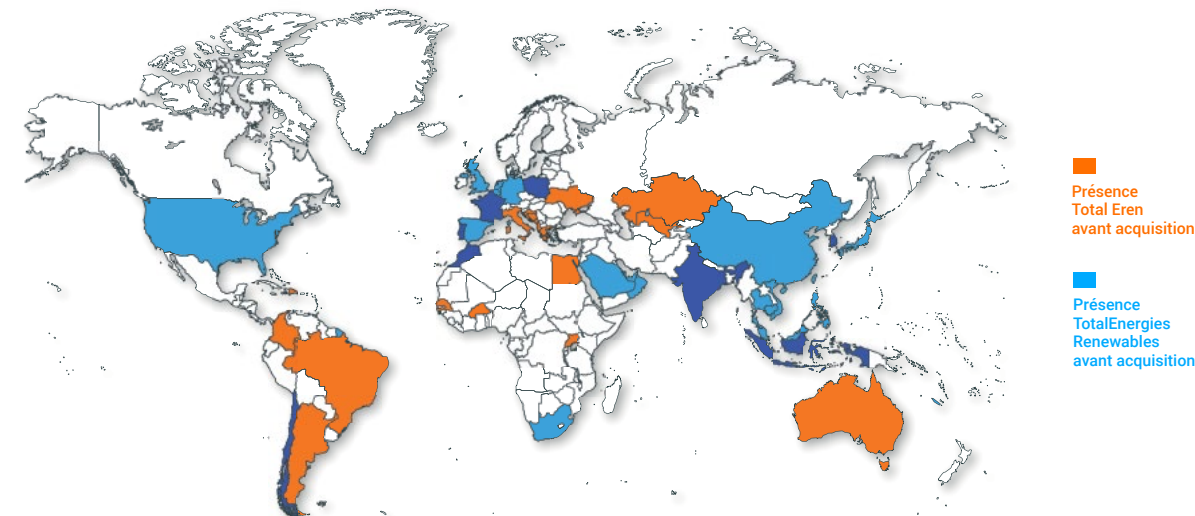 Présence
Total Eren
avant acquisition
Présence
TotalEnergies
Renewables
avant acquisition